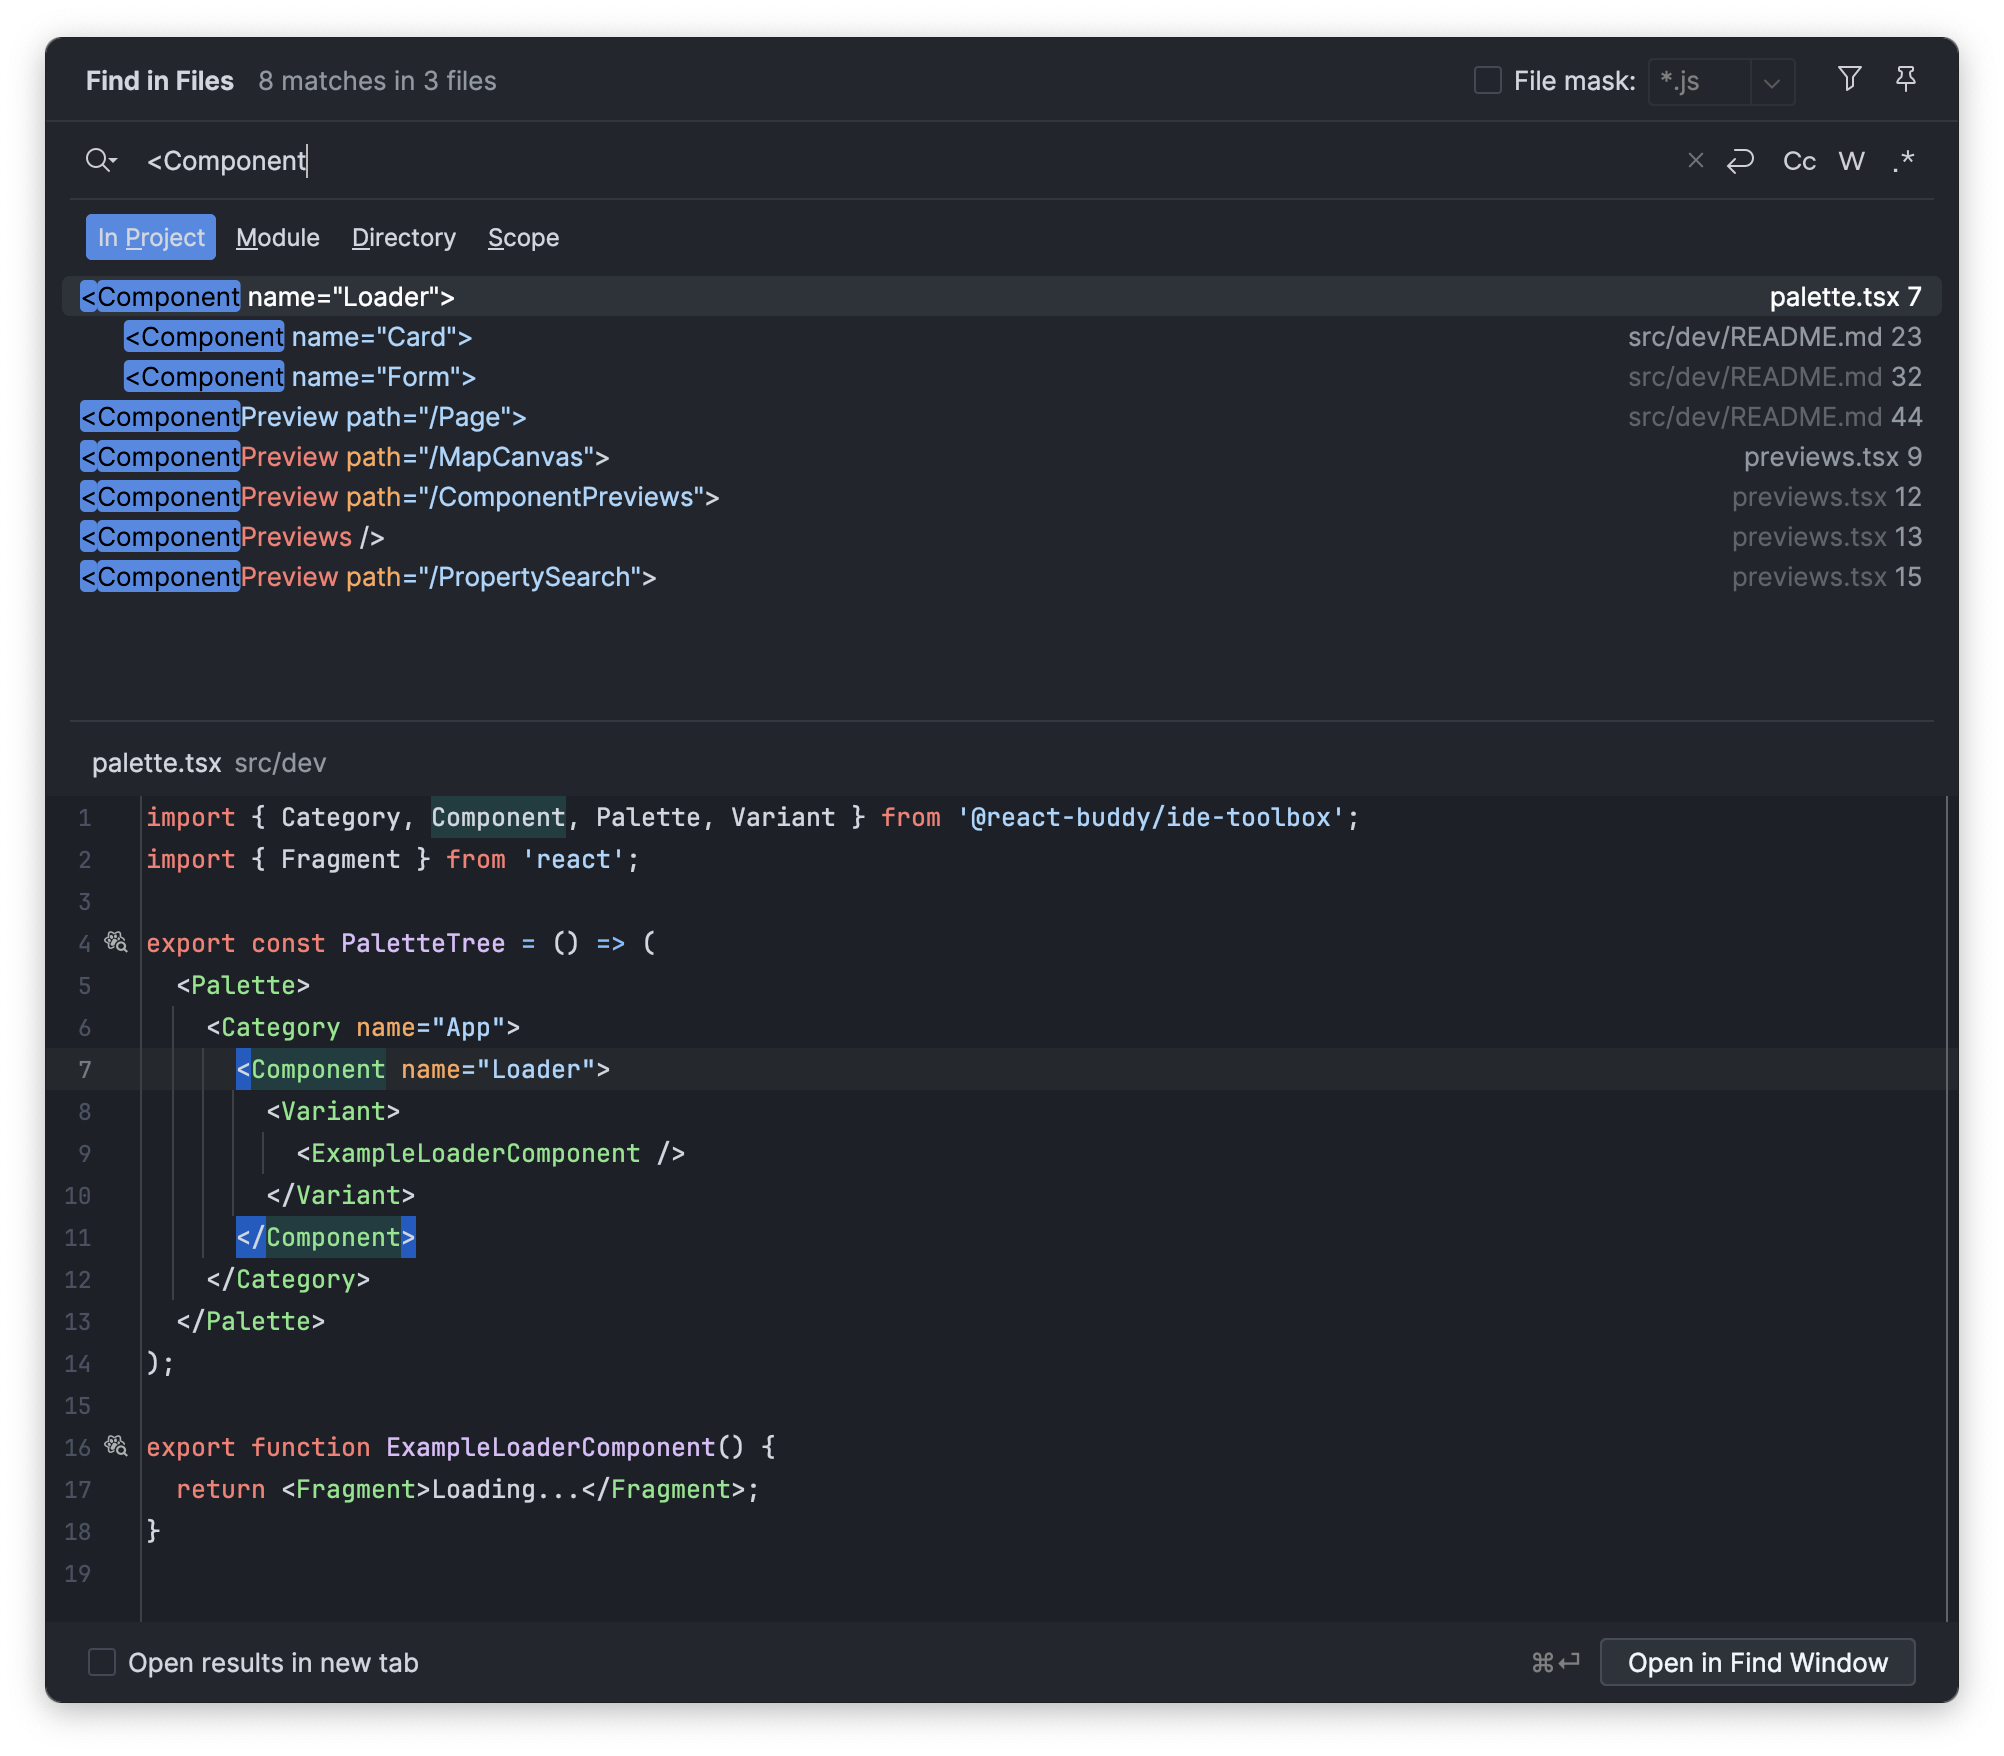 Find in Files 8 matches in 3 files File mask: *.js
<Component Cc W .*
In Project Module Directory Scope
<Component name="Loader"> palette.tsx 7
<Component name="Card"> src/dev/README.md 23
<Component name="Form"> src/dev/README.md 32
<ComponentPreview path="/Page"> src/dev/README.md 44
<ComponentPreview path="/MapCanvas"> previews.tsx 9
<ComponentPreview path="/ComponentPreviews"> previews.tsx 12
<ComponentPreviews /> previews.tsx 13
<ComponentPreview path="/PropertySearch"> previews.tsx 15
palette.tsx src/dev
1 import { Category, Component, Palette, Variant } from '@react-buddy/ide-toolbox';
2 import { Fragment } from 'react';
3
4 export const PaletteTree = () => (
5   <Palette>
6     <Category name="App">
7       <Component name="Loader">
8         <Variant>
9           <ExampleLoaderComponent />
10         </Variant>
11       </Component>
12     </Category>
13   </Palette>
14 );
15
16 export function ExampleLoaderComponent() {
17   return <Fragment>Loading...</Fragment>;
18 }
19
Open results in new tab ⌘↵ Open in Find Window